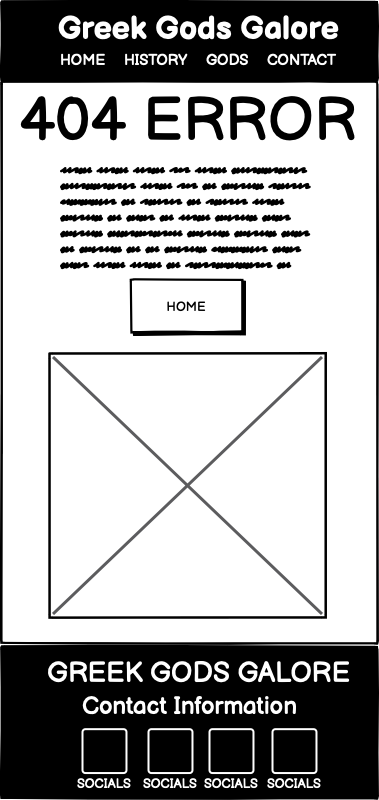 Greek Gods Galore
HOME HISTORY GODS CONTACT
404 ERROR
HOME
GREEK GODS GALORE
Contact Information
SOCIALS SOCIALS SOCIALS SOCIALS